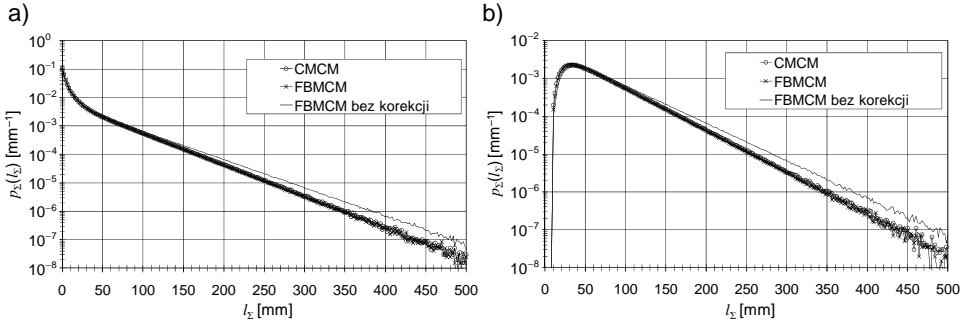 a)
10⁰
10⁻¹
10⁻²
10⁻³
10⁻⁴
10⁻⁵
10⁻⁶
10⁻⁷
10⁻⁸
p_Σ(l_Σ) [mm⁻¹]
CMCM
FBMCM
FBMCM bez korekcji
0 50 100 150 200 250 300 350 400 450 500
l_Σ [mm]
b)
10⁻²
10⁻³
10⁻⁴
10⁻⁵
10⁻⁶
10⁻⁷
10⁻⁸
p_Σ(l_Σ) [mm⁻¹]
CMCM
FBMCM
FBMCM bez korekcji
0 50 100 150 200 250 300 350 400 450 500
l_Σ [mm]